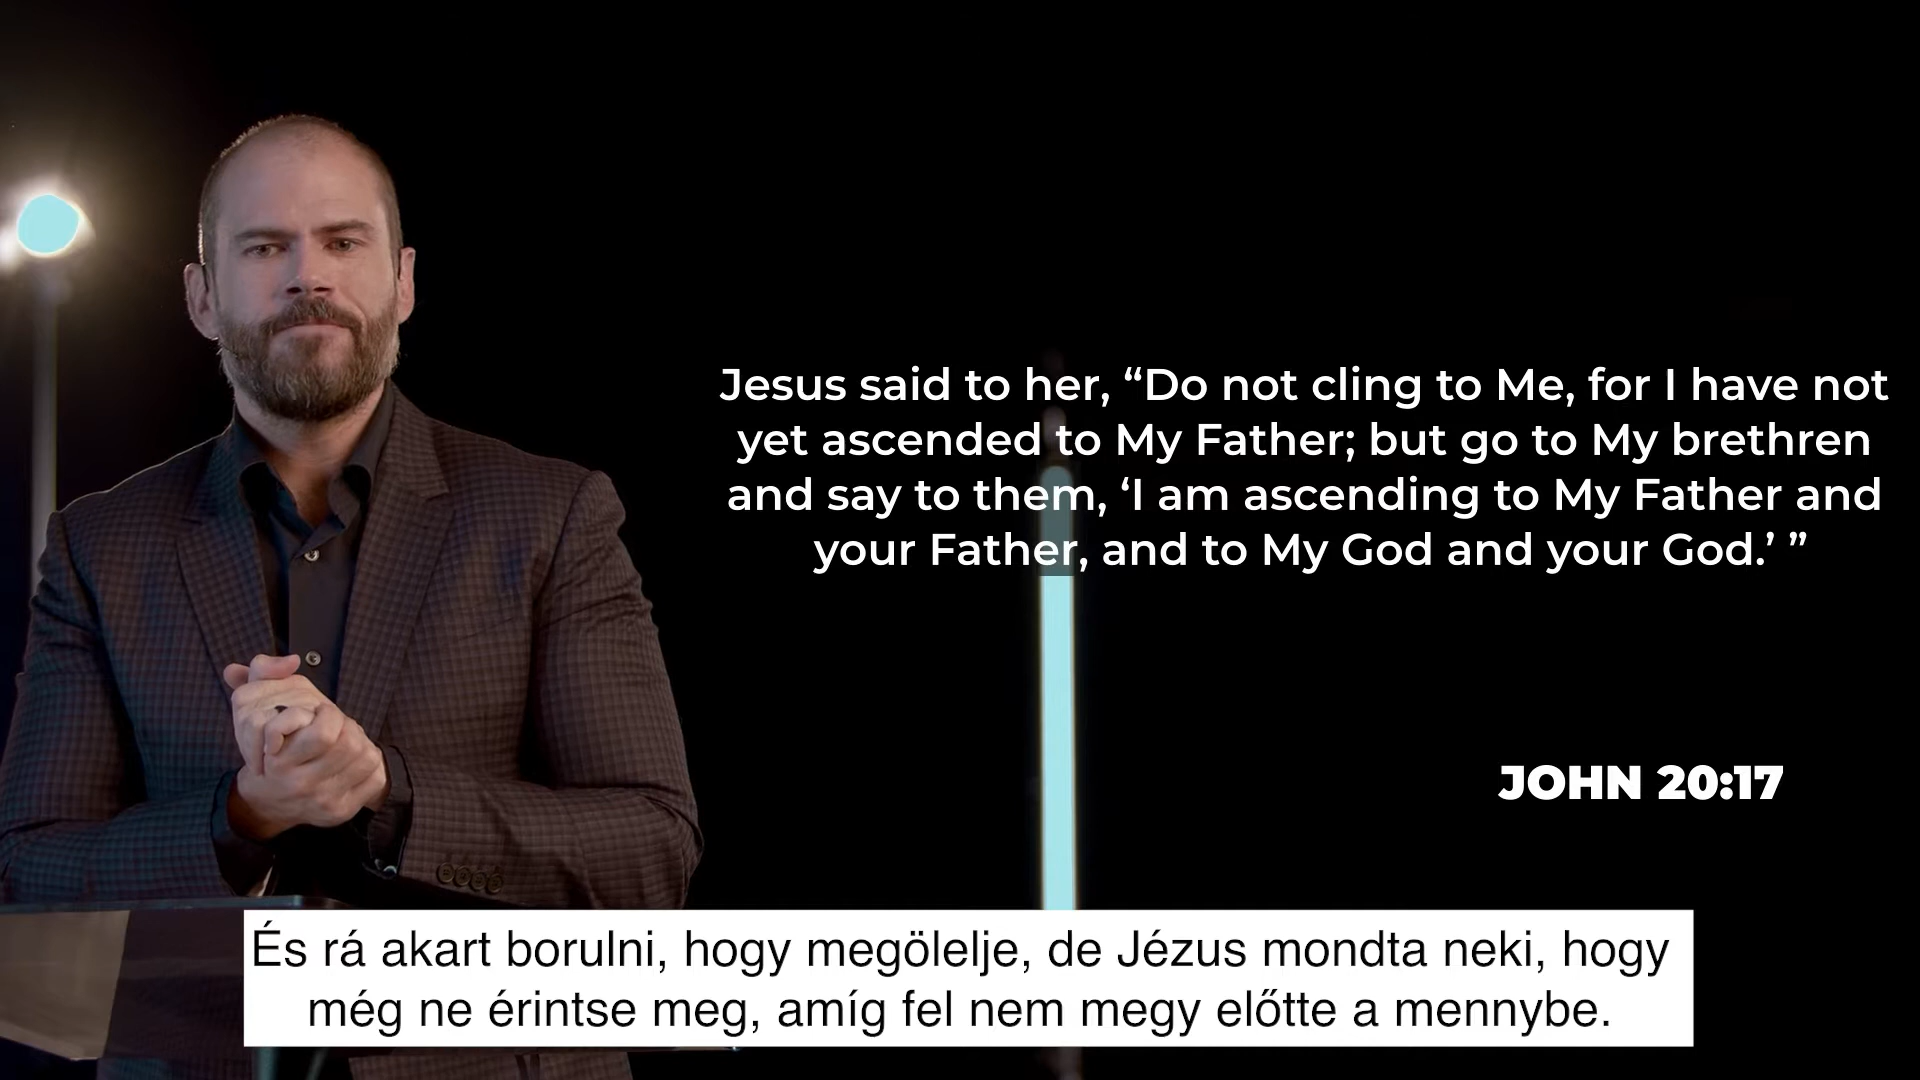 Jesus said to her, “Do not cling to Me, for I have not
yet ascended to My Father; but go to My brethren
and say to them, ‘I am ascending to My Father and
your Father, and to My God and your God.’ ”
JOHN 20:17
És rá akart borulni, hogy megölelje, de Jézus mondta neki, hogy
még ne érintse meg, amíg fel nem megy előtte a mennybe.